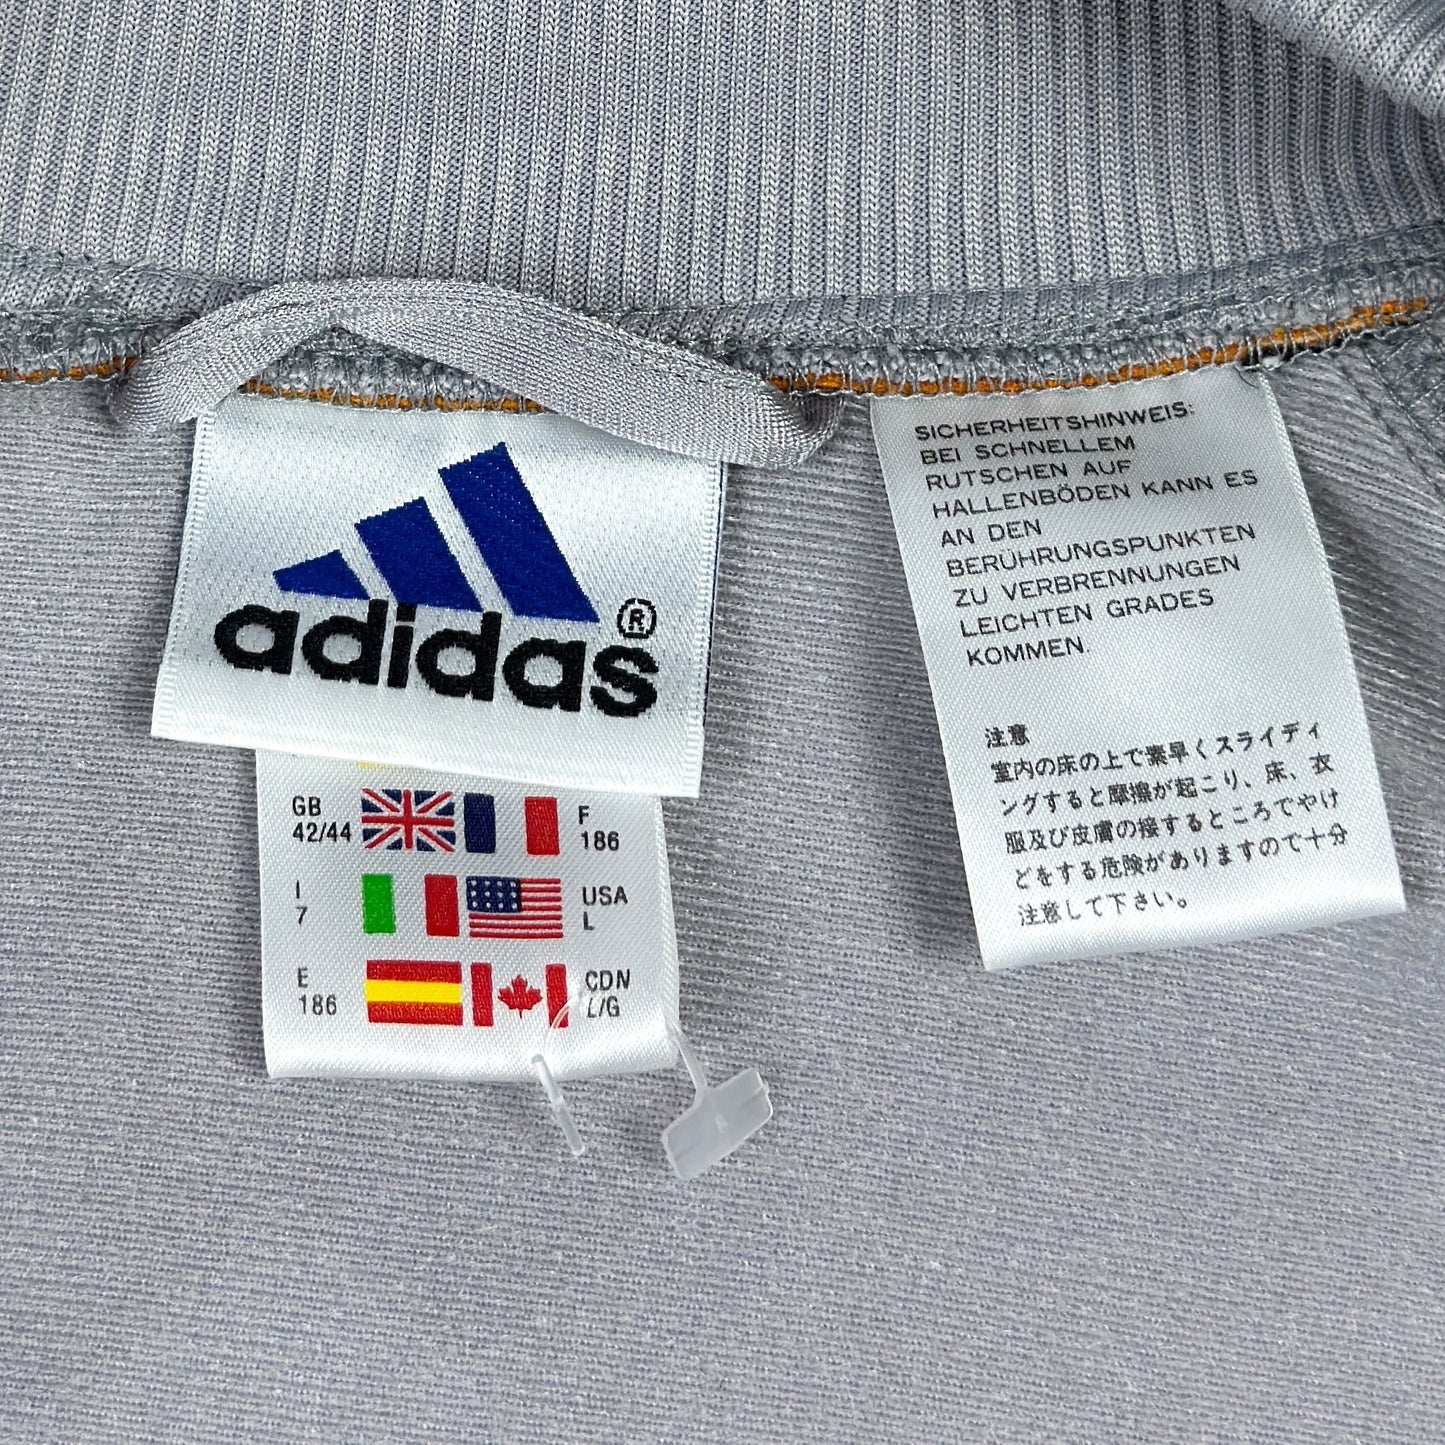 adidas®
GB
42/44
F
186
I
7
USA
L
E
186
CDN
L/G
SICHERHEITSHINWEIS:
BEI SCHNELLEM
RUTSCHEN AUF
HALLENBÖDEN KANN ES
AN DEN
BERÜHRUNGSPUNKTEN
ZU VERBRENNUNGEN
LEICHTEN GRADES
KOMMEN
注意
室内の床の上で素早くスライディ
ングすると摩擦が起こり、床、衣
服及び皮膚の接するところでやけ
どをする危険がありますので十分
注意して下さい。